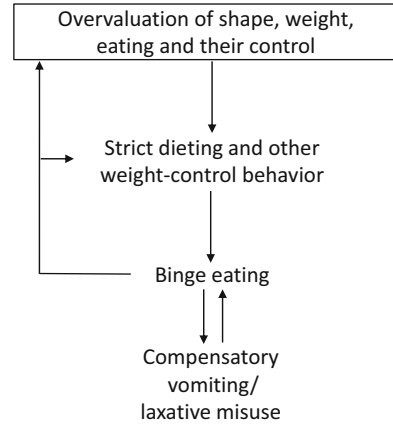 Overvaluation of shape, weight,
eating and their control
Strict dieting and other
weight-control behavior
Binge eating
Compensatory
vomiting/
laxative misuse